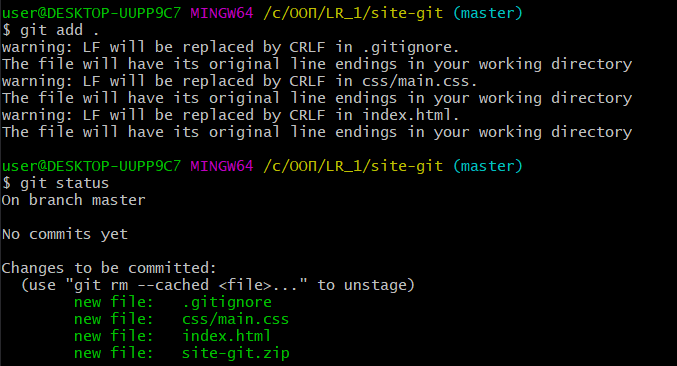 user@DESKTOP-UUPP9C7 MINGW64 /c/ООП/LR_1/site-git (master)
$ git add .
warning: LF will be replaced by CRLF in .gitignore.
The file will have its original line endings in your working directory
warning: LF will be replaced by CRLF in css/main.css.
The file will have its original line endings in your working directory
warning: LF will be replaced by CRLF in index.html.
The file will have its original line endings in your working directory
user@DESKTOP-UUPP9C7 MINGW64 /c/ООП/LR_1/site-git (master)
$ git status
On branch master
No commits yet
Changes to be committed:
  (use "git rm --cached <file>..." to unstage)
        new file:   .gitignore
        new file:   css/main.css
        new file:   index.html
        new file:   site-git.zip